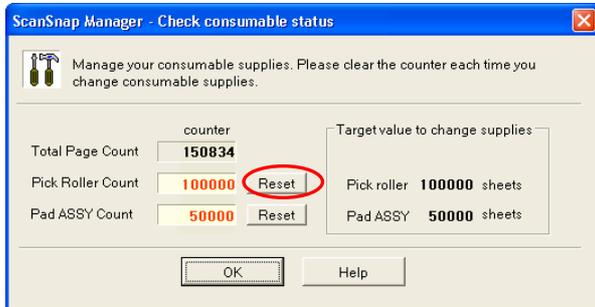 ScanSnap Manager - Check consumable status
Manage your consumable supplies. Please clear the counter each time you
change consumable supplies.
counter
Total Page Count 150834
Pick Roller Count 100000 Reset
Pad ASSY Count 50000 Reset
Target value to change supplies
Pick roller 100000 sheets
Pad ASSY 50000 sheets
OK Help